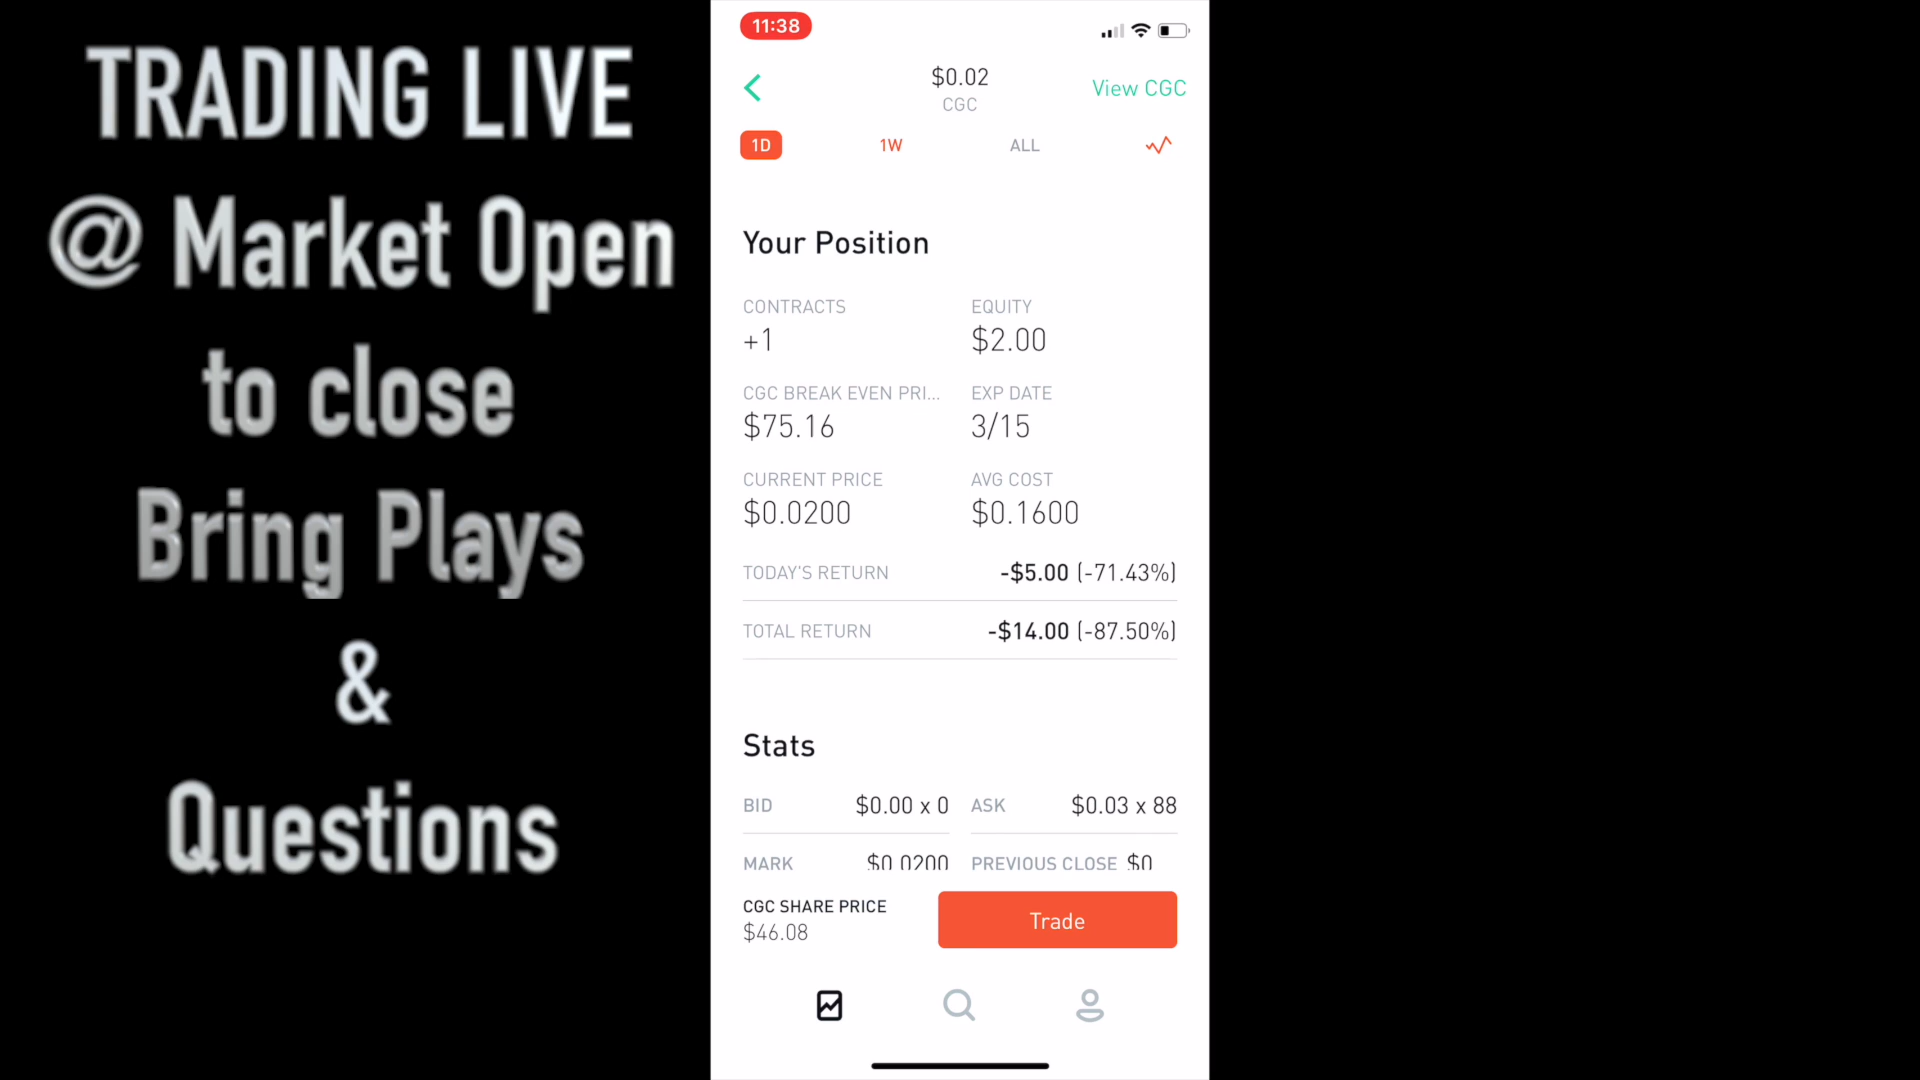 TRADING LIVE
@ Market Open
to close
Bring Plays
&
Questions
11:38
$0.02
CGC
View CGC
1D 1W ALL
Your Position
CONTRACTS EQUITY
+1 $2.00
CGC BREAK EVEN PRI... EXP DATE
$75.16 3/15
CURRENT PRICE AVG COST
$0.0200 $0.1600
TODAY'S RETURN -$5.00 (-71.43%)
TOTAL RETURN -$14.00 (-87.50%)
Stats
BID $0.00 x 0 ASK $0.03 x 88
MARK $0.0200 PREVIOUS CLOSE $0
CGC SHARE PRICE
$46.08
Trade